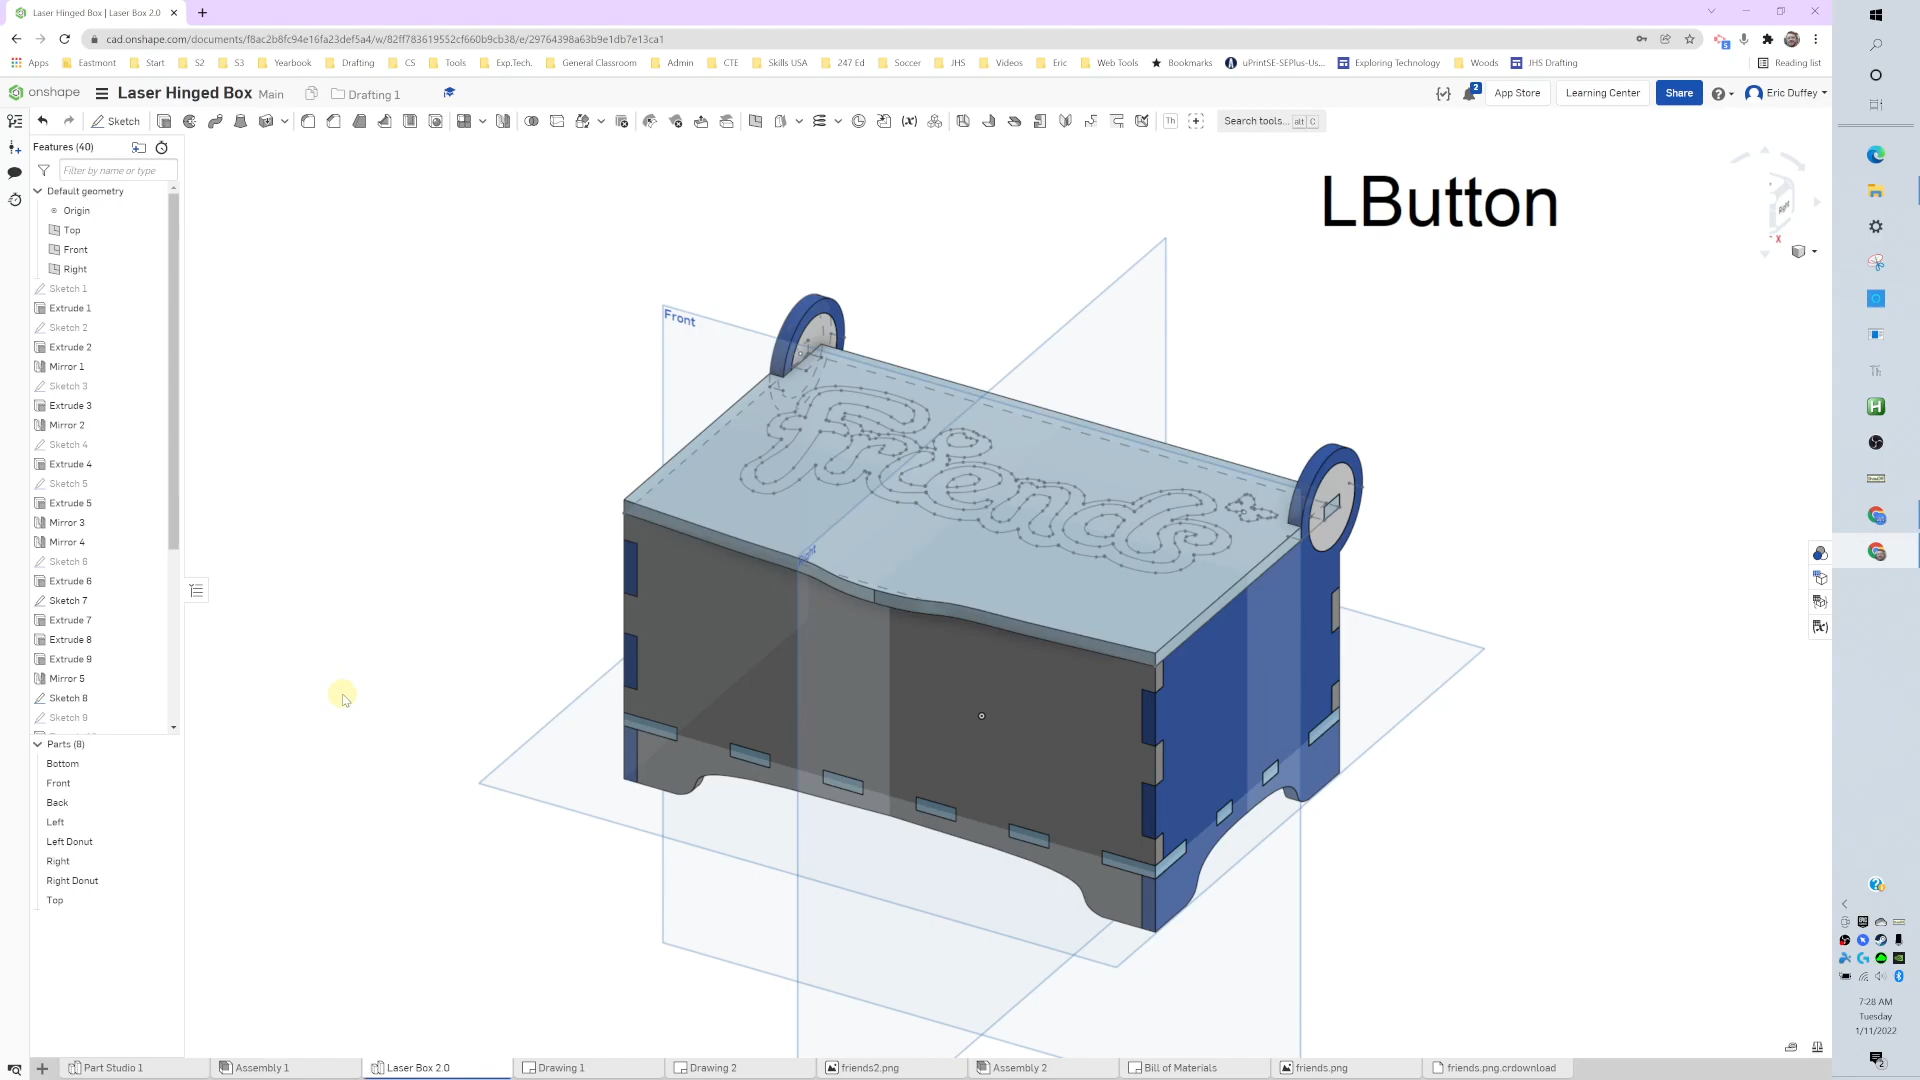 Laser Hinged Box | Laser Box 2.0
cad.onshape.com/documents/f8ac2b8fc94e16fa23def5a4/w/82ff783619552cf660b9cb38/e/29764398a63b9e1db7e13ca1
Apps Eastmont Start S2 S3 Yearbook Drafting CS Tools Exp.Tech. General Classroom Admin CTE Skills USA 247 Ed Soccer JHS Videos Eric Web Tools Bookmarks uPrintSE-SEPlus-Us... Exploring Technology Woods JHS Drafting Reading list
onshape Laser Hinged Box Main Drafting 1 2 App Store Learning Center Share Eric Duffey
Sketch Search tools... alt C
Features (40)
Filter by name or type
Default geometry
Origin
Top
Front
Right
Sketch 1
Extrude 1
Sketch 2
Extrude 2
Mirror 1
Sketch 3
Extrude 3
Mirror 2
Sketch 4
Extrude 4
Sketch 5
Extrude 5
Mirror 3
Mirror 4
Sketch 6
Extrude 6
Sketch 7
Extrude 7
Extrude 8
Extrude 9
Mirror 5
Sketch 8
Sketch 9
Parts (8)
Bottom
Front
Back
Left
Left Donut
Right
Right Donut
Top
LButton
Right
X
Front
Friends
Right
7:28 AM
Tuesday
1/11/2022
Part Studio 1 Assembly 1 Laser Box 2.0 Drawing 1 Drawing 2 friends2.png Assembly 2 Bill of Materials friends.png friends.png.crdownload